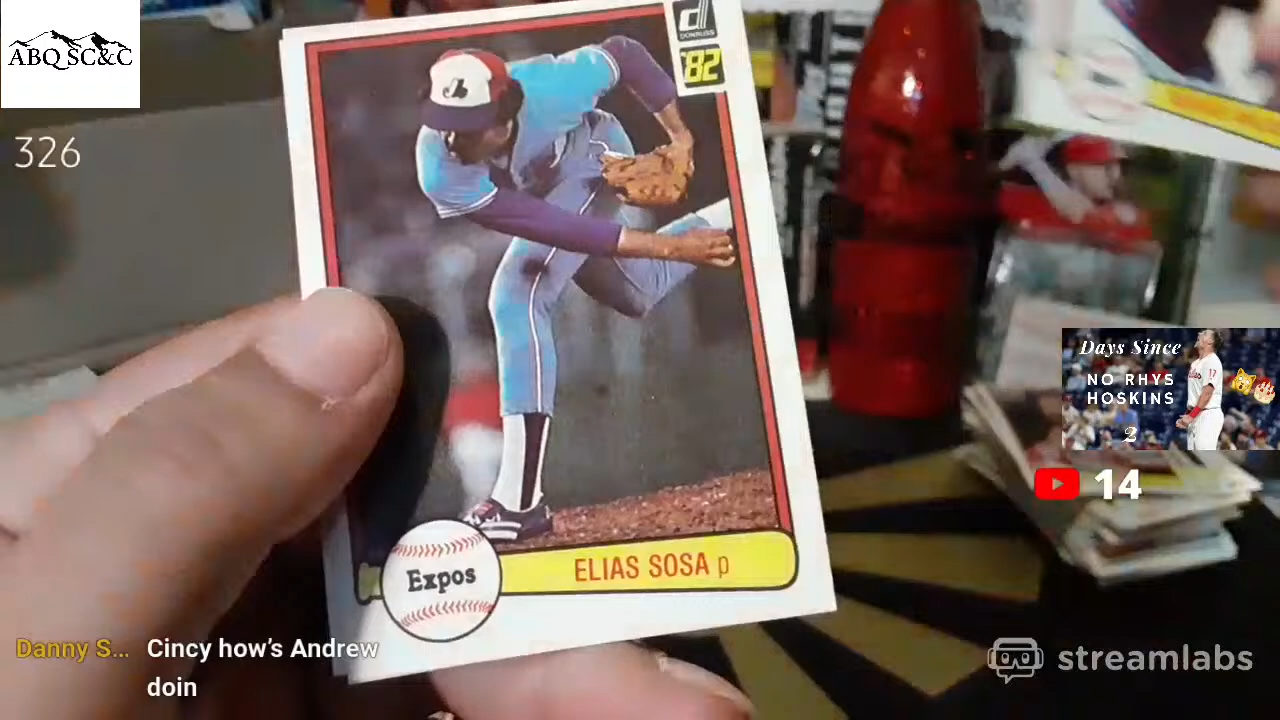 ABQ SC&C
326
DONRUSS
'82
Expos
ELIAS SOSA p
Days Since
NO RHYS
HOSKINS
2
14
Danny S... Cincy how's Andrew
doin
streamlabs